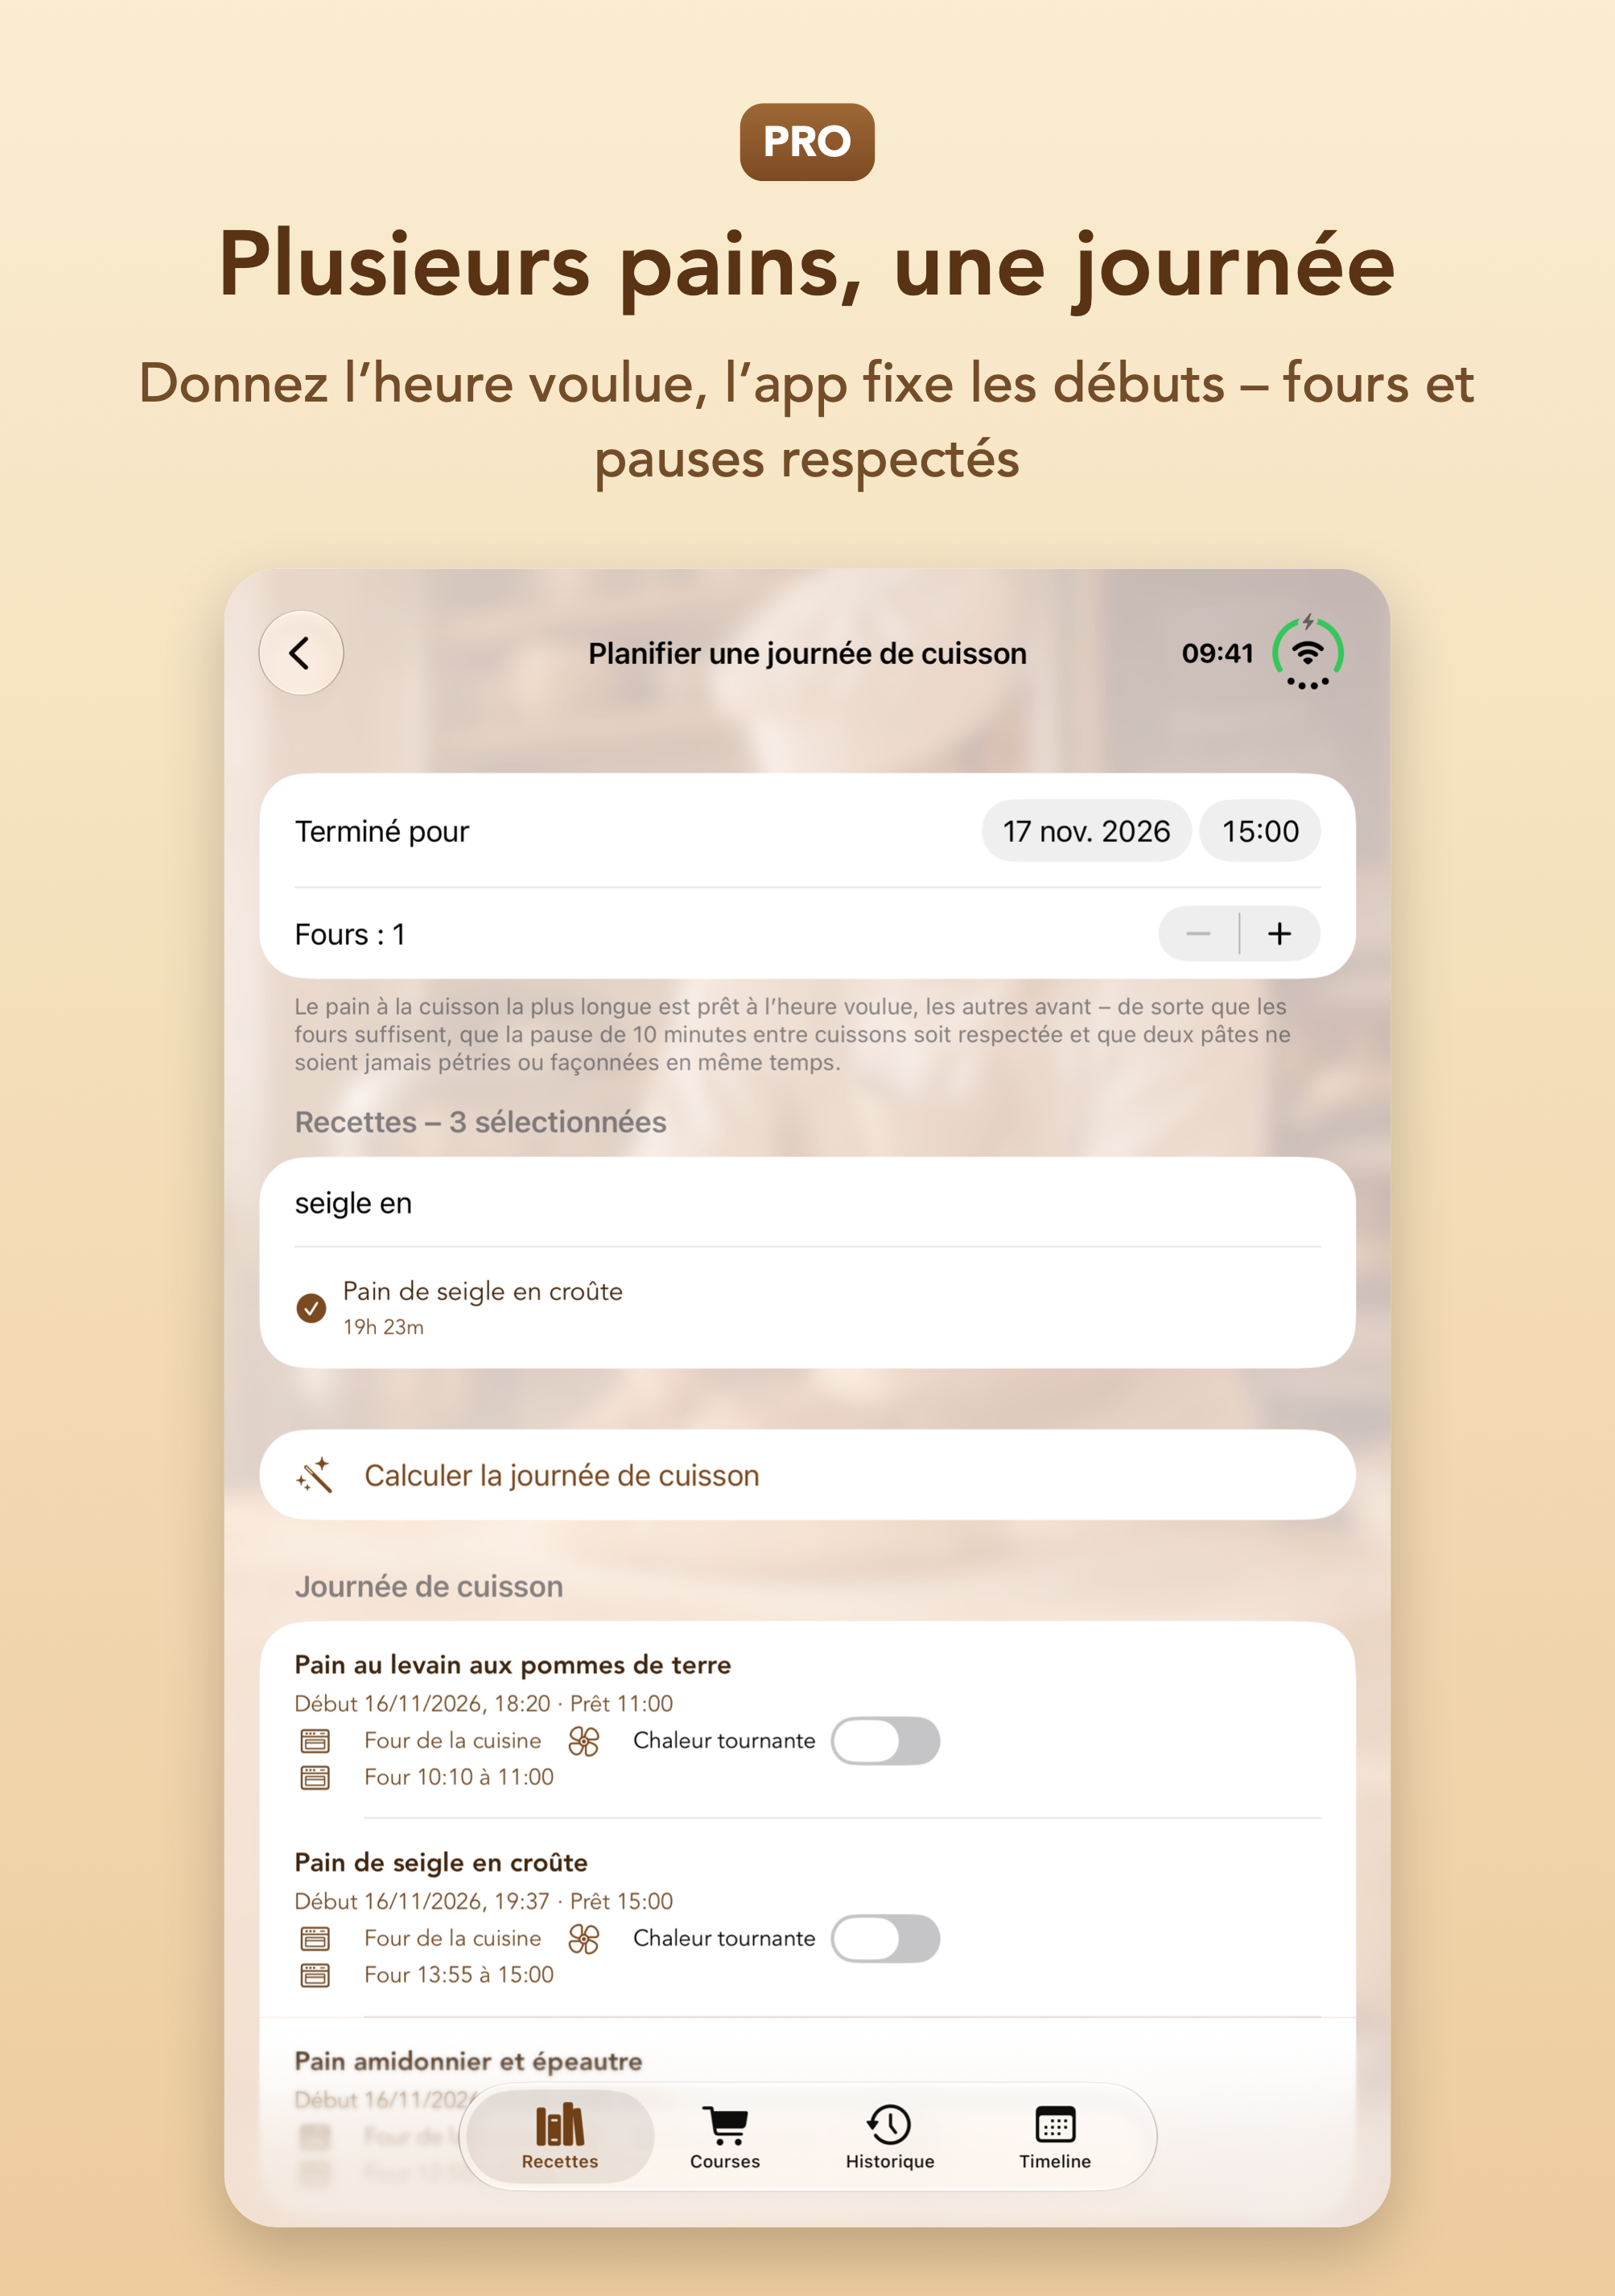 PRO
Plusieurs pains, une journée
Donnez l’heure voulue, l’app fixe les débuts – fours et
pauses respectés
Planifier une journée de cuisson
09:41
Terminé pour
17 nov. 2026
15:00
Fours : 1
Le pain à la cuisson la plus longue est prêt à l’heure voulue, les autres avant – de sorte que les
fours suffisent, que la pause de 10 minutes entre cuissons soit respectée et que deux pâtes ne
soient jamais pétries ou façonnées en même temps.
Recettes – 3 sélectionnées
seigle en
Pain de seigle en croûte
19h 23m
Calculer la journée de cuisson
Journée de cuisson
Pain au levain aux pommes de terre
Début 16/11/2026, 18:20 · Prêt 11:00
Four de la cuisine
Chaleur tournante
Four 10:10 à 11:00
Pain de seigle en croûte
Début 16/11/2026, 19:37 · Prêt 15:00
Four de la cuisine
Chaleur tournante
Four 13:55 à 15:00
Pain amidonnier et épeautre
Début 16/11/2026
Four de
Recettes
Courses
Historique
Timeline